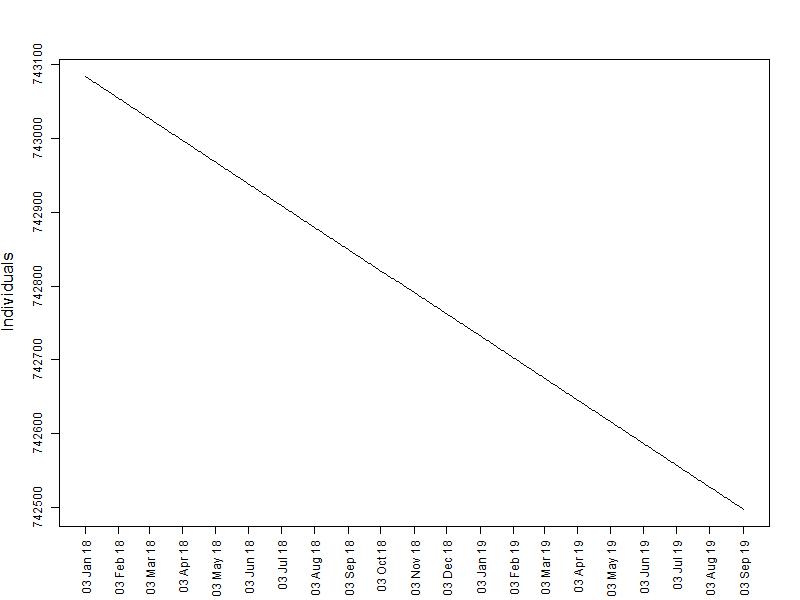 Individuals
743100
743000
742900
742800
742700
742600
742500
03 Jan 18
03 Feb 18
03 Mar 18
03 Apr 18
03 May 18
03 Jun 18
03 Jul 18
03 Aug 18
03 Sep 18
03 Oct 18
03 Nov 18
03 Dec 18
03 Jan 19
03 Feb 19
03 Mar 19
03 Apr 19
03 May 19
03 Jun 19
03 Jul 19
03 Aug 19
03 Sep 19